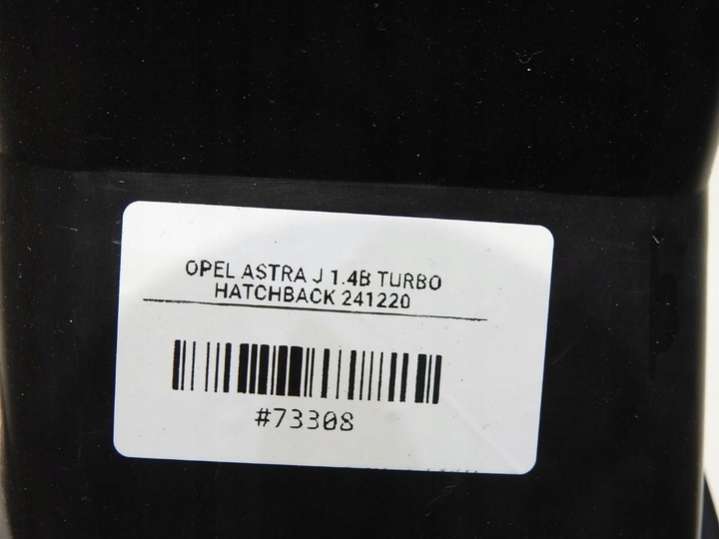 OPEL ASTRA J 1.4B TURBO
HATCHBACK 241220
#73308